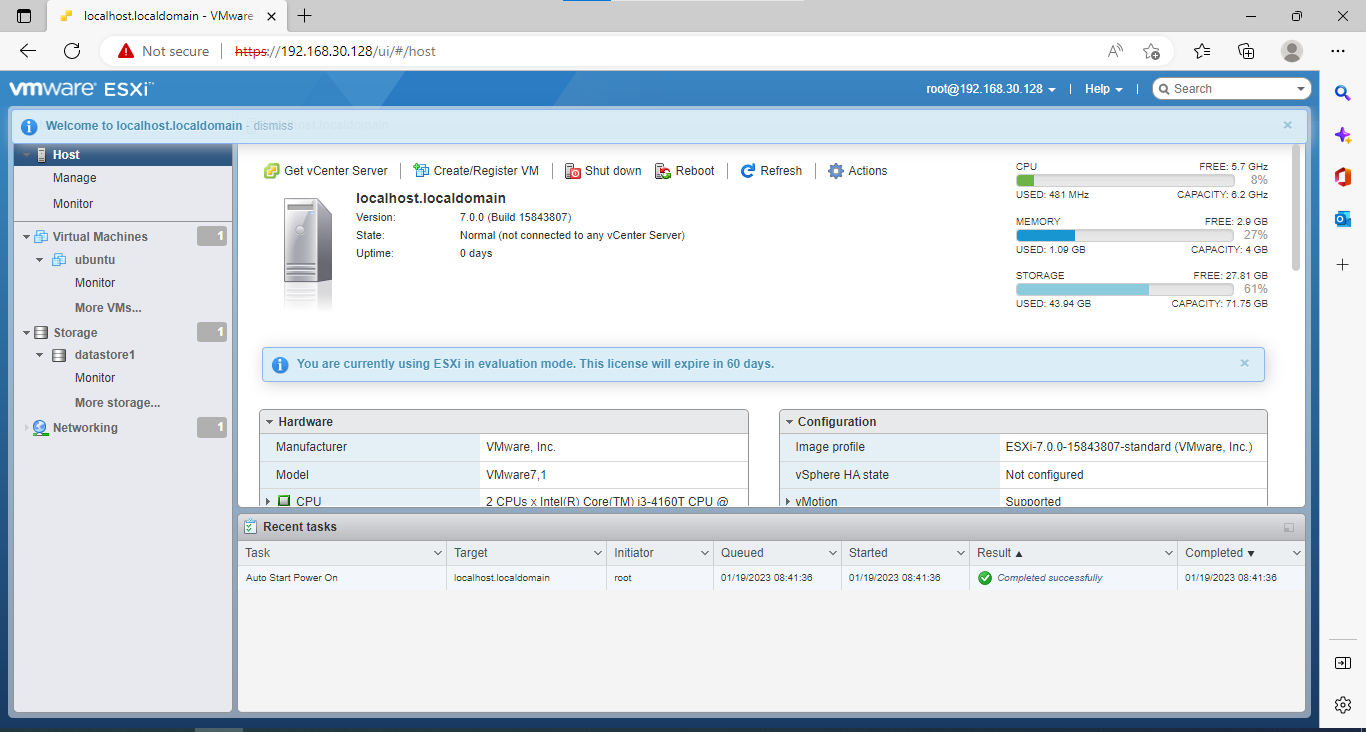 localhost.localdomain - VMware
Not secure https://192.168.30.128/ui/#/host
vmware ESXi™
root@192.168.30.128 | Help | Search
Welcome to localhost.localdomain - dismiss
Host
Manage
Monitor
Virtual Machines 1
ubuntu
Monitor
More VMs...
Storage 1
datastore1
Monitor
More storage...
Networking 1
Get vCenter Server | Create/Register VM | Shut down Reboot | Refresh | Actions
localhost.localdomain
Version: 7.0.0 (Build 15843807)
State: Normal (not connected to any vCenter Server)
Uptime: 0 days
CPU FREE: 5.7 GHz
8%
USED: 481 MHz CAPACITY: 6.2 GHz
MEMORY FREE: 2.9 GB
27%
USED: 1.09 GB CAPACITY: 4 GB
STORAGE FREE: 27.81 GB
61%
USED: 43.94 GB CAPACITY: 71.75 GB
You are currently using ESXi in evaluation mode. This license will expire in 60 days.
Hardware
Manufacturer VMware, Inc.
Model VMware7,1
CPU 2 CPUs x Intel(R) Core(TM) i3-4160T CPU @
Configuration
Image profile ESXi-7.0.0-15843807-standard (VMware, Inc.)
vSphere HA state Not configured
vMotion Supported
Recent tasks
Task Target Initiator Queued Started Result Completed
Auto Start Power On localhost.localdomain root 01/19/2023 08:41:36 01/19/2023 08:41:36 Completed successfully 01/19/2023 08:41:36